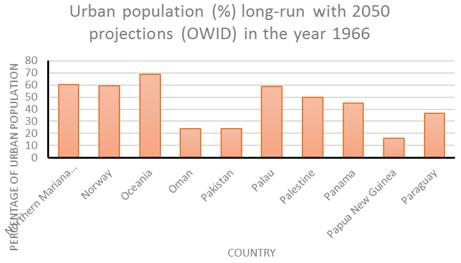 Urban population (%) long-run with 2050
projections (OWID) in the year 1966
PERCENTAGE OF URBAN POPULATION
80
70
60
50
40
30
20
10
0
Northern Mariana...
Norway
Oceania
Oman
Pakistan
Palau
Palestine
Panama
Papua New Guinea
Paraguay
COUNTRY